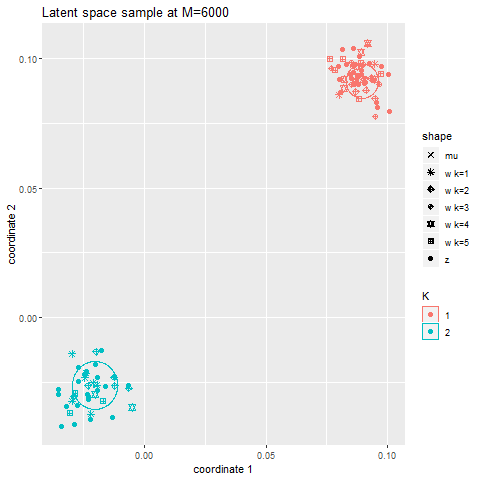 Latent space sample at M=6000
0.10
0.05
0.00
coordinate 2
0.00
0.05
0.10
coordinate 1
shape
mu
w k=1
w k=2
w k=3
w k=4
w k=5
z
K
1
2